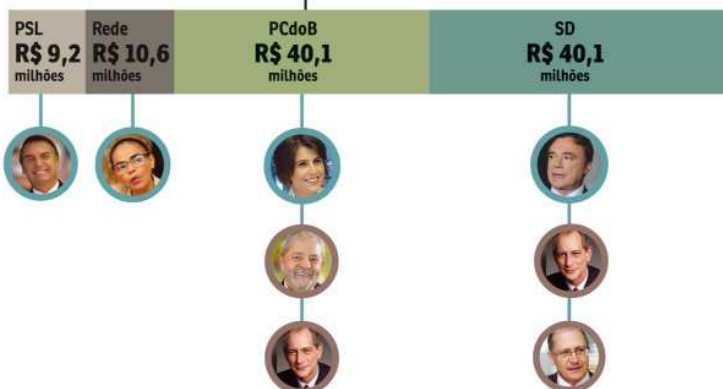 PSL
R$ 9,2
milhões
Rede
R$ 10,6
milhões
PCdoB
R$ 40,1
milhões
SD
R$ 40,1
milhões